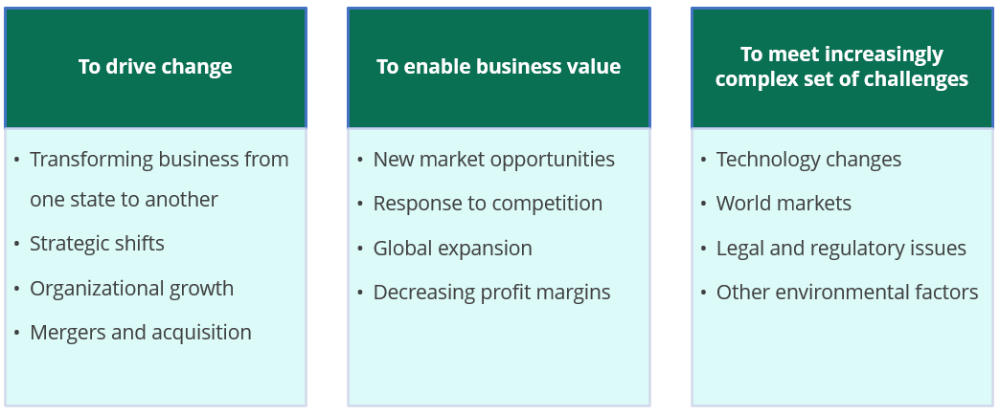 To drive change
• Transforming business from
one state to another
• Strategic shifts
• Organizational growth
• Mergers and acquisition
To enable business value
• New market opportunities
• Response to competition
• Global expansion
• Decreasing profit margins
To meet increasingly
complex set of challenges
• Technology changes
• World markets
• Legal and regulatory issues
• Other environmental factors